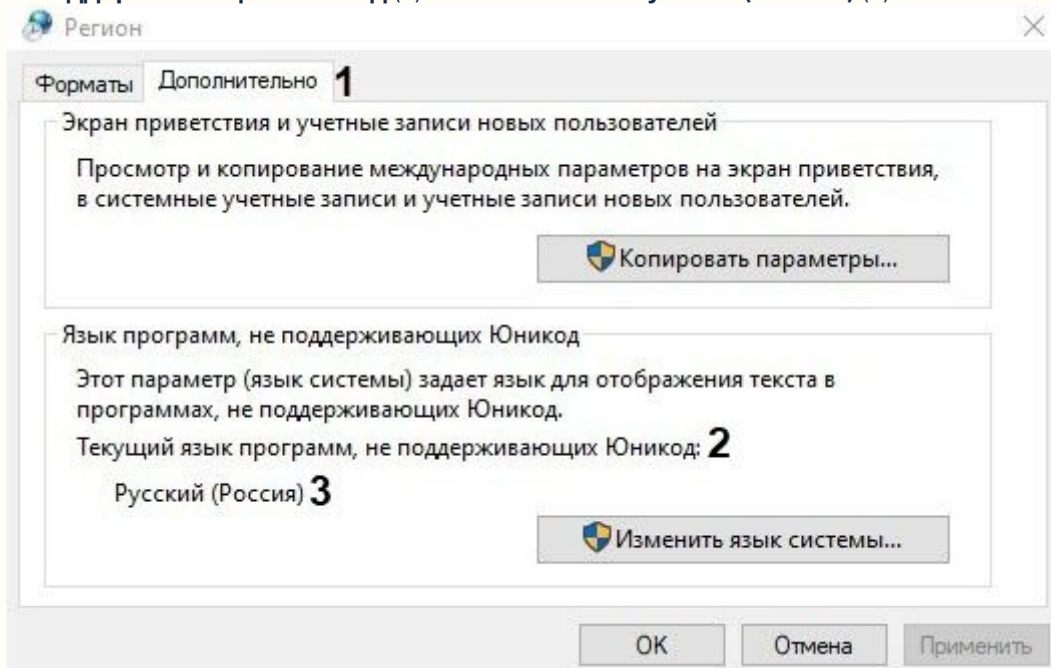 Регион
Форматы Дополнительно 1
Экран приветствия и учетные записи новых пользователей
Просмотр и копирование международных параметров на экран приветствия,
в системные учетные записи и учетные записи новых пользователей.
Копировать параметры...
Язык программ, не поддерживающих Юникод
Этот параметр (язык системы) задает язык для отображения текста в
программах, не поддерживающих Юникод.
Текущий язык программ, не поддерживающих Юникод: 2
Русский (Россия) 3
Изменить язык системы...
OK Отмена Применить